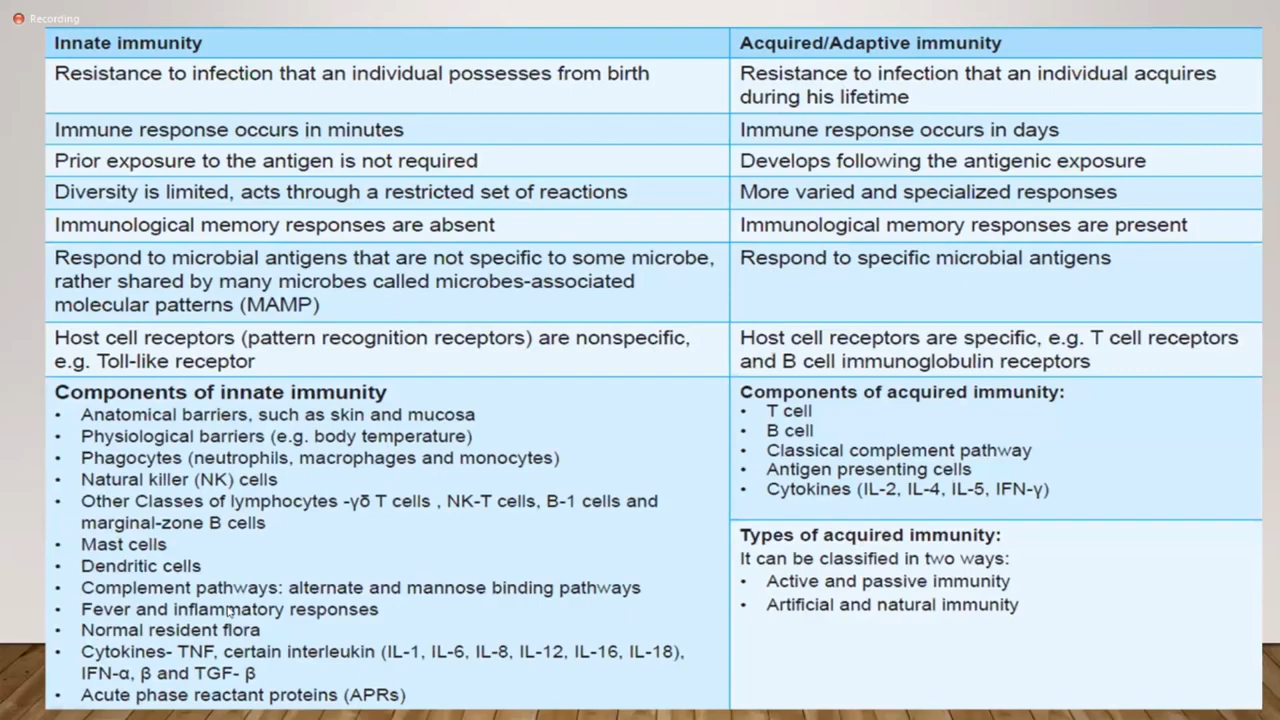 Recording
Innate immunity
Acquired/Adaptive immunity
Resistance to infection that an individual possesses from birth
Resistance to infection that an individual acquires
during his lifetime
Immune response occurs in minutes
Immune response occurs in days
Prior exposure to the antigen is not required
Develops following the antigenic exposure
Diversity is limited, acts through a restricted set of reactions
More varied and specialized responses
Immunological memory responses are absent
Immunological memory responses are present
Respond to microbial antigens that are not specific to some microbe,
rather shared by many microbes called microbes-associated
molecular patterns (MAMP)
Respond to specific microbial antigens
Host cell receptors (pattern recognition receptors) are nonspecific,
e.g. Toll-like receptor
Host cell receptors are specific, e.g. T cell receptors
and B cell immunoglobulin receptors
Components of innate immunity
• Anatomical barriers, such as skin and mucosa
• Physiological barriers (e.g. body temperature)
• Phagocytes (neutrophils, macrophages and monocytes)
• Natural killer (NK) cells
• Other Classes of lymphocytes -γδ T cells , NK-T cells, B-1 cells and
marginal-zone B cells
• Mast cells
• Dendritic cells
• Complement pathways: alternate and mannose binding pathways
• Fever and inflammatory responses
• Normal resident flora
• Cytokines- TNF, certain interleukin (IL-1, IL-6, IL-8, IL-12, IL-16, IL-18),
IFN-α, β and TGF- β
• Acute phase reactant proteins (APRs)
Components of acquired immunity:
• T cell
• B cell
• Classical complement pathway
• Antigen presenting cells
• Cytokines (IL-2, IL-4, IL-5, IFN-γ)
Types of acquired immunity:
It can be classified in two ways:
• Active and passive immunity
• Artificial and natural immunity